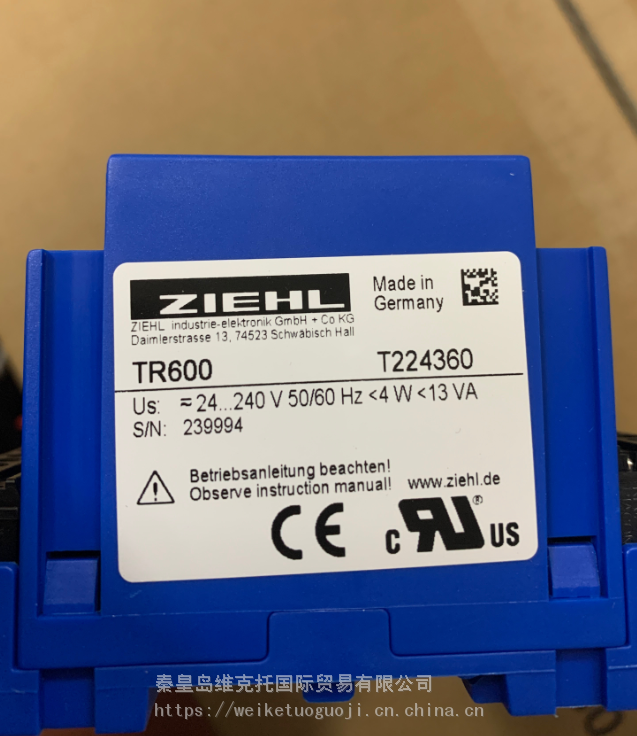 ZIEHL
Made in
Germany
ZIEHL industrie-elektronik GmbH + Co KG
Daimlerstrasse 13, 74523 Schwäbisch Hall
TR600 T224360
Us: ≂24...240 V 50/60 Hz <4 W <13 VA
S/N: 239994
Betriebsanleitung beachten!
Observe instruction manual! www.ziehl.de
CE c RU ® US
秦皇岛维克托国际贸易有限公司
https://weiketuoguoji.cn.china.cn